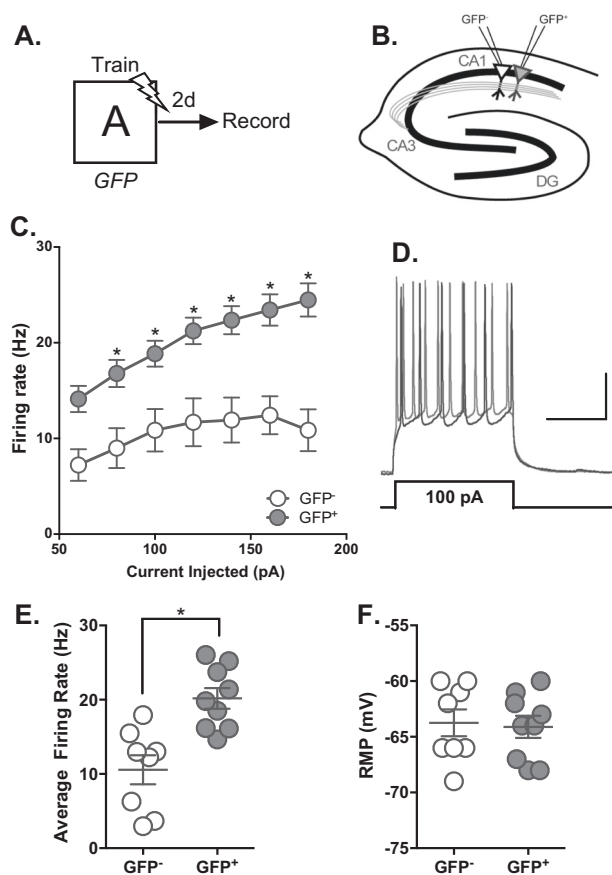 A.
Train
A
2d
Record
GFP
B.
GFP-
GFP+
CA1
CA3
DG
C.
Firing rate (Hz)
30
20
10
0
* * * * * *
GFP-
GFP+
50 100 150 200
Current Injected (pA)
D.
100 pA
E.
Average Firing Rate (Hz)
30
20
10
0
*
GFP-
GFP+
F.
RMP (mV)
-55
-60
-65
-70
-75
GFP-
GFP+